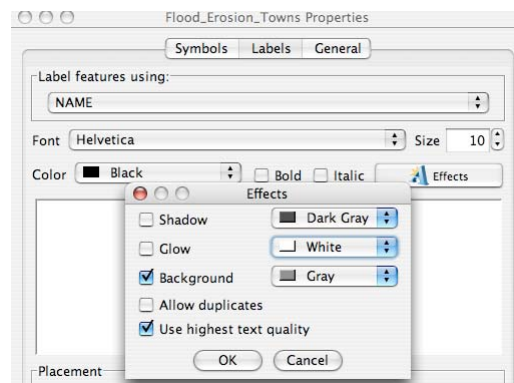 Flood_Erosion_Towns Properties
Symbols Labels General
Label features using:
NAME
Font Helvetica Size 10
Color Black Bold Italic Effects
Effects
Shadow Dark Gray
Glow White
Background Gray
Allow duplicates
Use highest text quality
OK Cancel
Placement